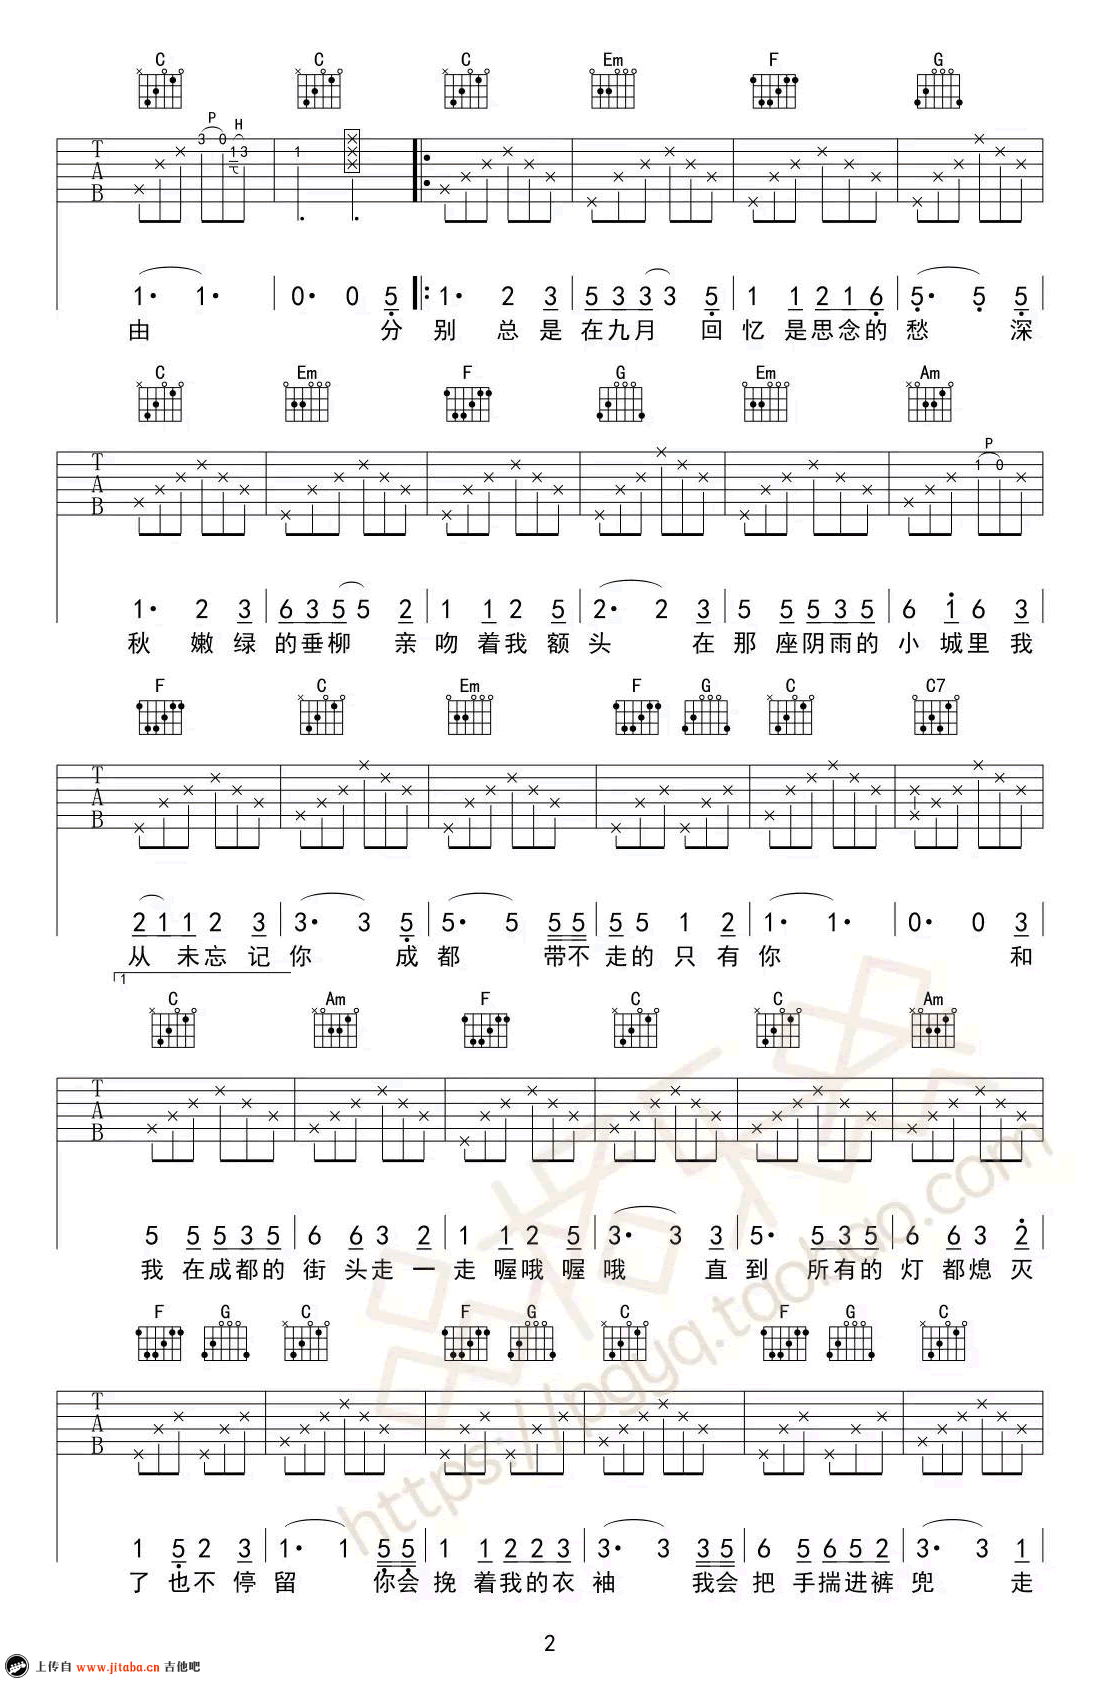 C C C Em F G
P H
T A B 3 0 1 3 1
1· 1· 0· 0 5 1· 2 3 5 3 3 3 5 1 1 2 1 6 5· 5 5
由 分 别 总 是 在九月 回 忆 是思念的 愁 深
C Em F G Em Am
P
T A B 1 0
1· 2 3 6 3 5 5 2 1 1 2 5 2· 2 3 5 5 5 3 5 6 1 6 3
秋 嫩 绿 的垂柳 亲 吻 着我 额 头 在 那 座阴雨的 小 城里 我
F C Em F G C C7
T A B
2 1 1 2 3 3· 3 5 5· 5 5 5 5 5 1 2 1· 1· 0· 0 3
从 未忘 记 你 成 都 带不 走的 只 有 你 和
1
C Am F C C Am
T A B
5 5 5 3 5 6 6 3 2 1 1 2 5 3· 3 3 5· 5 3 5 6 6 3 2
我 在成都的 街 头走 一 走 喔哦 喔 哦 直 到 所有的 灯 都熄 灭
F G C F G C F G C
T A B
1 5 2 3 1· 1 5 5 1 1 2 2 3 3· 3 3 5 6 5 6 5 2 3· 3 1
了 也不 停 留 你会 挽 着我的衣 袖 我会 把 手揣进裤 兜 走
2
上传自 www.jitaba.cn 吉他吧
https://pgyq.taobao.com